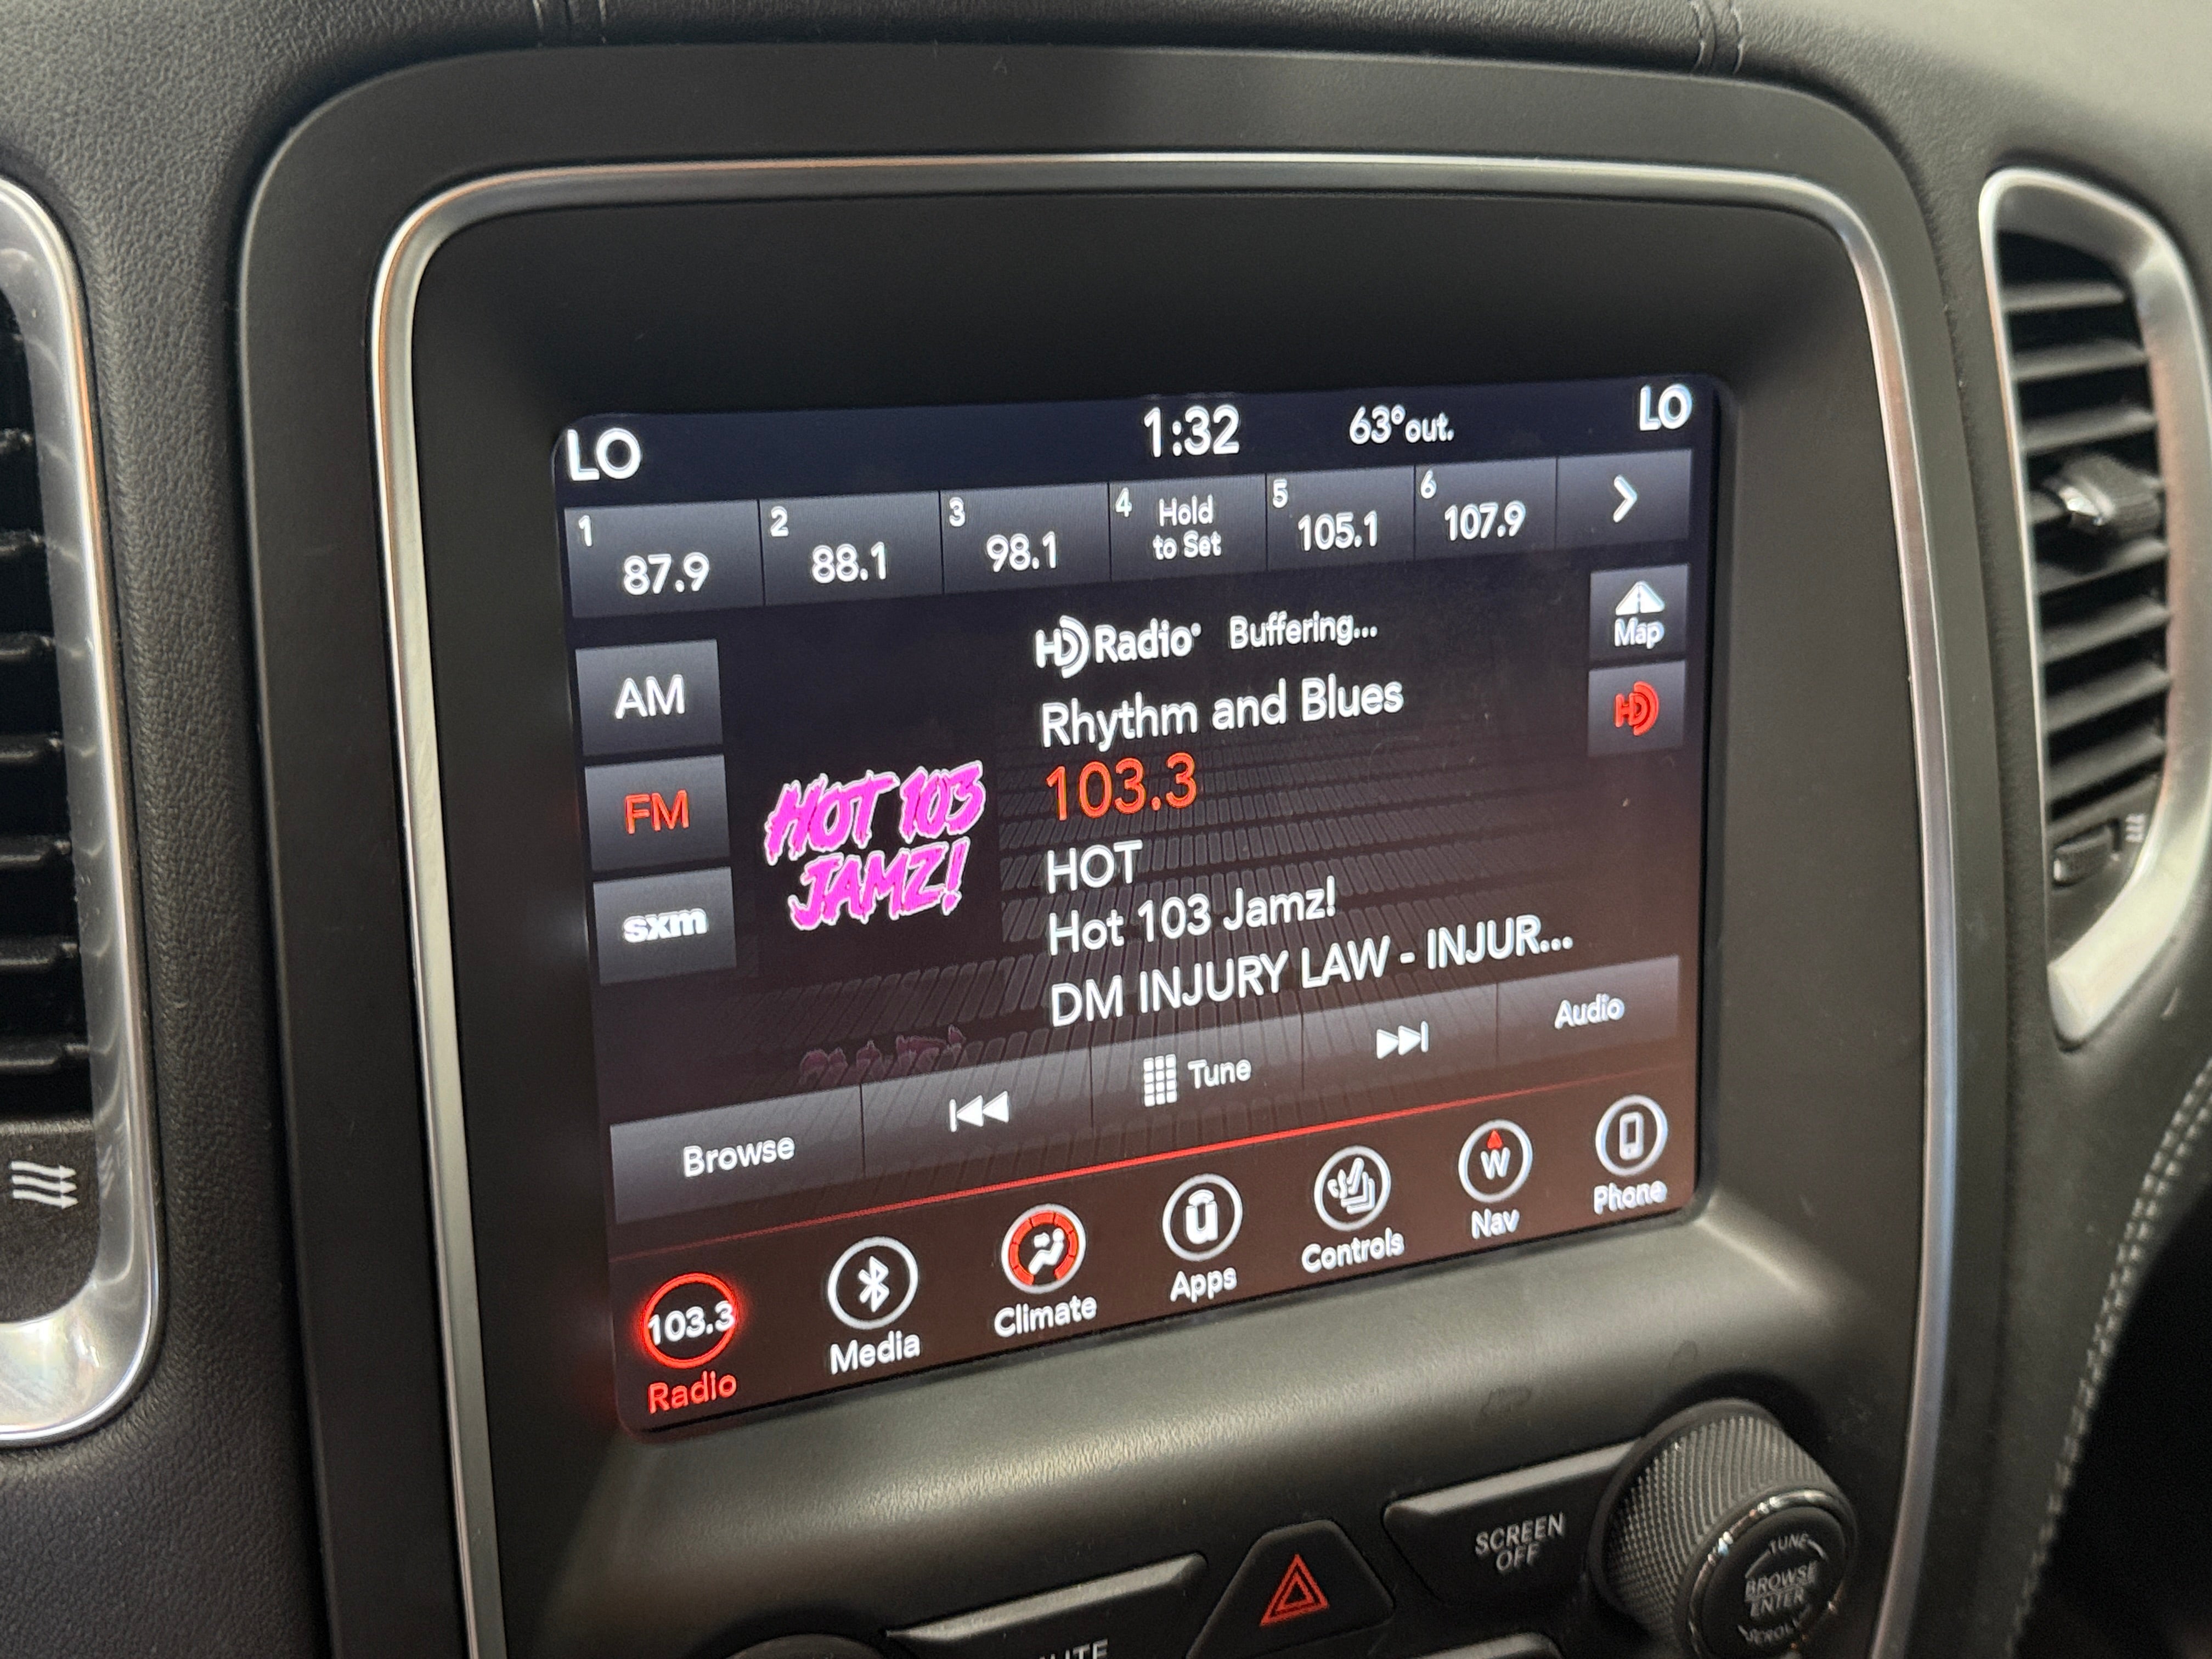 LO 1:32 63°out. LO
1 87.9 2 88.1 3 98.1 4 Hold to Set 5 105.1 6 107.9
HD Radio® Buffering...
Map
AM
Rhythm and Blues
HD
FM
103.3
HOT 103
JAMZ!
HOT
sxm
Hot 103 Jamz!
DM INJURY LAW - INJUR...
Browse Tune Audio
103.3 W
Radio Media Climate Apps Controls Nav Phone
SCREEN
OFF
TUNE
BROWSE
ENTER
SCROLL